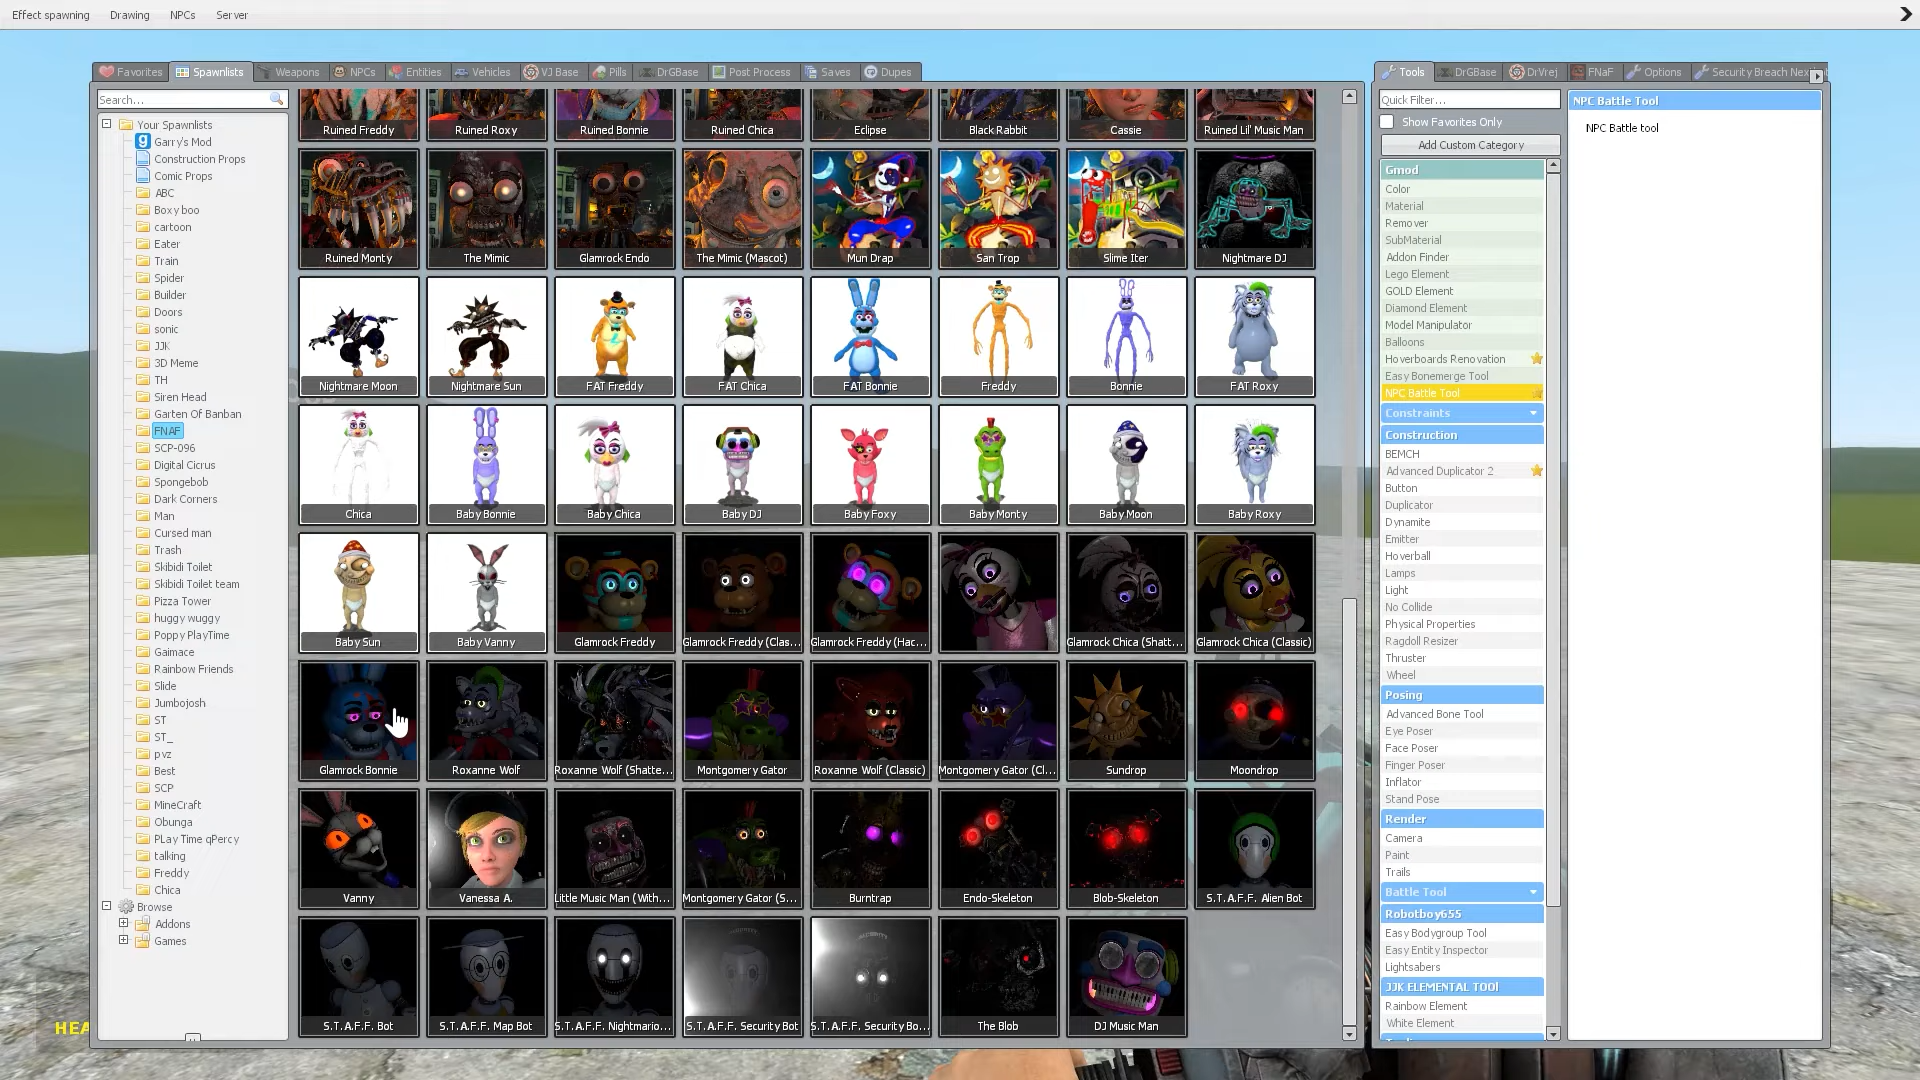 Effect spawning Drawing NPCs Server
Favorites Spawnlists Weapons NPCs Entities Vehicles VJ Base Pills DrGBase Post Process Saves Dupes
Search...
Your Spawnlists
Garry's Mod
Construction Props
Comic Props
ABC
Boxy boo
cartoon
Eater
Train
Spider
Builder
Doors
sonic
JJK
3D Meme
TH
Siren Head
Garten Of Banban
FNAF
SCP-096
Digital Cicrus
Spongebob
Dark Corners
Man
Cursed man
Trash
Skibidi Toilet
Skibidi Toilet team
Pizza Tower
huggy wuggy
Poppy PlayTime
Gaimace
Rainbow Friends
Slide
Jumbojosh
ST
ST_
pvz
Best
SCP
MineCraft
Obunga
PLay Time qPercy
talking
Freddy
Chica
Browse
Addons
Games
HEA
Ruined Freddy Ruined Roxy Ruined Bonnie Ruined Chica Eclipse Black Rabbit Cassie Ruined Lil' Music Man
Ruined Monty The Mimic Glamrock Endo The Mimic (Mascot) Mun Drap San Trop Slime Iter Nightmare DJ
Nightmare Moon Nightmare Sun FAT Freddy FAT Chica FAT Bonnie Freddy Bonnie FAT Roxy
Chica Baby Bonnie Baby Chica Baby DJ Baby Foxy Baby Monty Baby Moon Baby Roxy
Baby Sun Baby Vanny Glamrock Freddy Glamrock Freddy (Clas... Glamrock Freddy (Hac... Glamrock Chica (Shatt... Glamrock Chica (Classic)
Glamrock Bonnie Roxanne Wolf Roxanne Wolf (Shatte... Montgomery Gator Roxanne Wolf (Classic) Montgomery Gator (Cl... Sundrop Moondrop
Vanny Vanessa A. Little Music Man (With... Montgomery Gator (S... Burntrap Endo-Skeleton Blob-Skeleton S.T.A.F.F. Alien Bot
S.T.A.F.F. Bot S.T.A.F.F. Map Bot S.T.A.F.F. Nightmario... S.T.A.F.F. Security Bot S.T.A.F.F. Security Bo... The Blob DJ Music Man
Tools DrGBase DrVrej FNaF Options Security Breach Nex
Quick Filter...
Show Favorites Only
Add Custom Category
Gmod
Color
Material
Remover
SubMaterial
Addon Finder
Lego Element
GOLD Element
Diamond Element
Model Manipulator
Balloons
Hoverboards Renovation
Easy Bonemerge Tool
NPC Battle Tool
Constraints
Construction
BEMCH
Advanced Duplicator 2
Button
Duplicator
Dynamite
Emitter
Hoverball
Lamps
Light
No Collide
Physical Properties
Ragdoll Resizer
Thruster
Wheel
Posing
Advanced Bone Tool
Eye Poser
Face Poser
Finger Poser
Inflator
Stand Pose
Render
Camera
Paint
Trails
Battle Tool
Robotboy655
Easy Bodygroup Tool
Easy Entity Inspector
Lightsabers
JJK ELEMENTAL TOOl
Rainbow Element
White Element
NPC Battle Tool
NPC Battle tool